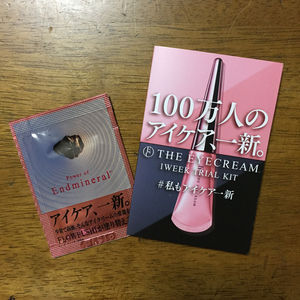 Power of
Endmineral
アイケア、一新。
100万人の
アイケア、一新。
THE EYECREAM
1WEEK TRIAL KIT
#私もアイケア一新